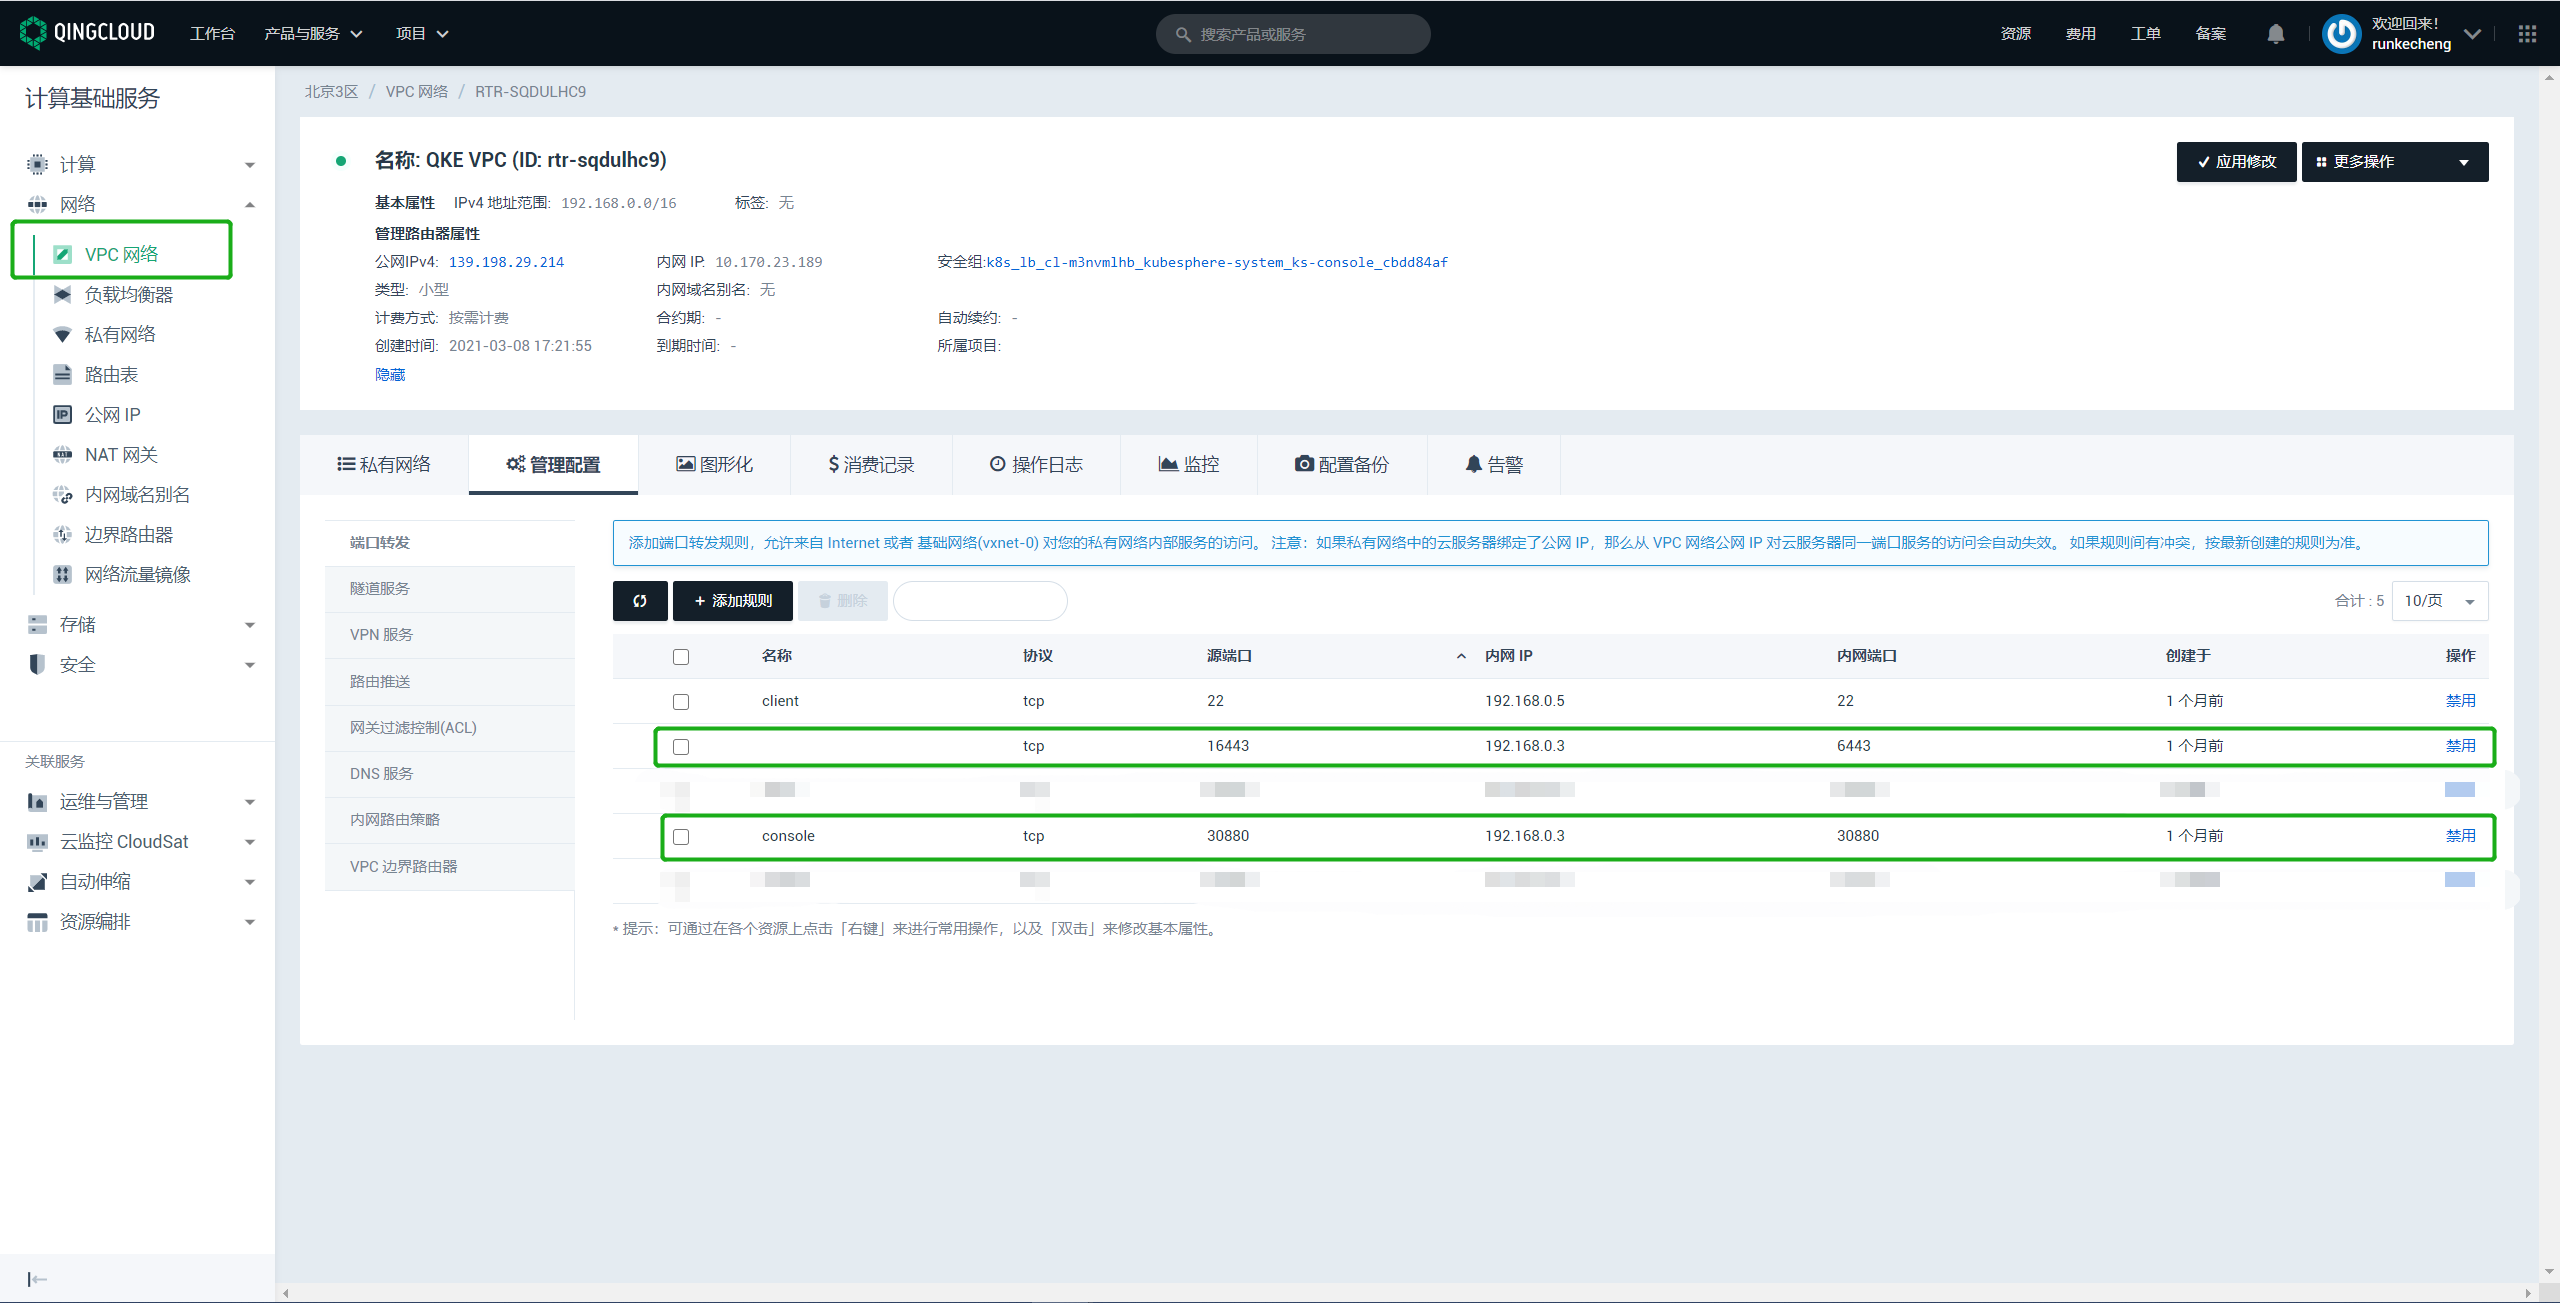 QINGCLOUD 工作台 产品与服务 项目 搜索产品或服务 资源 费用 工单 备案 欢迎回来!
runkecheng
计算基础服务
计算
网络
VPC 网络
负载均衡器
私有网络
路由表
公网 IP
NAT 网关
内网域名别名
边界路由器
网络流量镜像
存储
安全
关联服务
运维与管理
云监控 CloudSat
自动伸缩
资源编排
北京3区 / VPC 网络 / RTR-SQDULHC9
名称: QKE VPC (ID: rtr-sqdulhc9)
应用修改 更多操作
基本属性 IPv4 地址范围: 192.168.0.0/16 标签: 无
管理路由器属性
公网IPv4: 139.198.29.214 内网 IP: 10.170.23.189 安全组:k8s_lb_cl-m3nvmlhb_kubesphere-system_ks-console_cbdd84af
类型: 小型 内网域名别名: 无
计费方式: 按需计费 合约期: - 自动续约: -
创建时间: 2021-03-08 17:21:55 到期时间: - 所属项目:
隐藏
私有网络 管理配置 图形化 $ 消费记录 操作日志 监控 配置备份 告警
端口转发
隧道服务
VPN 服务
路由推送
网关过滤控制(ACL)
DNS 服务
内网路由策略
VPC 边界路由器
添加端口转发规则，允许来自 Internet 或者 基础网络(vxnet-0) 对您的私有网络内部服务的访问。 注意：如果私有网络中的云服务器绑定了公网 IP，那么从 VPC 网络公网 IP 对云服务器同一端口服务的访问会自动失效。 如果规则间有冲突，按最新创建的规则为准。
+ 添加规则 删除 合计 : 5 10/页
名称 协议 源端口 内网 IP 内网端口 创建于 操作
client tcp 22 192.168.0.5 22 1 个月前 禁用
tcp 16443 192.168.0.3 6443 1 个月前 禁用
console tcp 30880 192.168.0.3 30880 1 个月前 禁用
* 提示：可通过在各个资源上点击「右键」来进行常用操作，以及「双击」来修改基本属性。